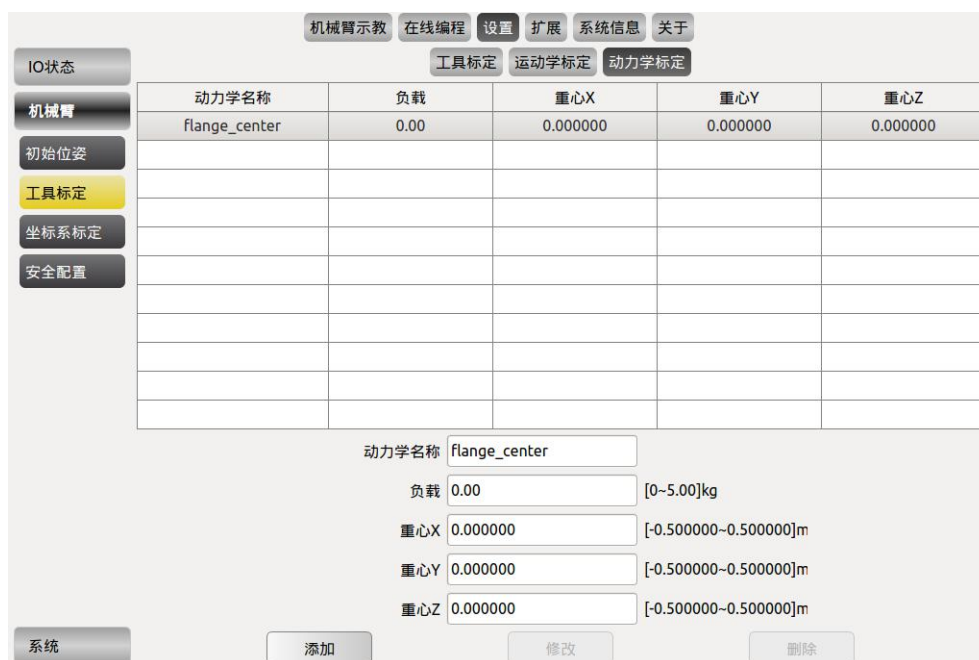 机械臂示教 在线编程 设置 扩展 系统信息 关于
IO状态 工具标定 运动学标定 动力学标定
机械臂 动力学名称 负载 重心X 重心Y 重心Z
flange_center 0.00 0.000000 0.000000 0.000000
初始位姿
工具标定
坐标系标定
安全配置
动力学名称 flange_center
负载 0.00 [0~5.00]kg
重心X 0.000000 [-0.500000~0.500000]m
重心Y 0.000000 [-0.500000~0.500000]m
重心Z 0.000000 [-0.500000~0.500000]m
系统 添加 修改 删除